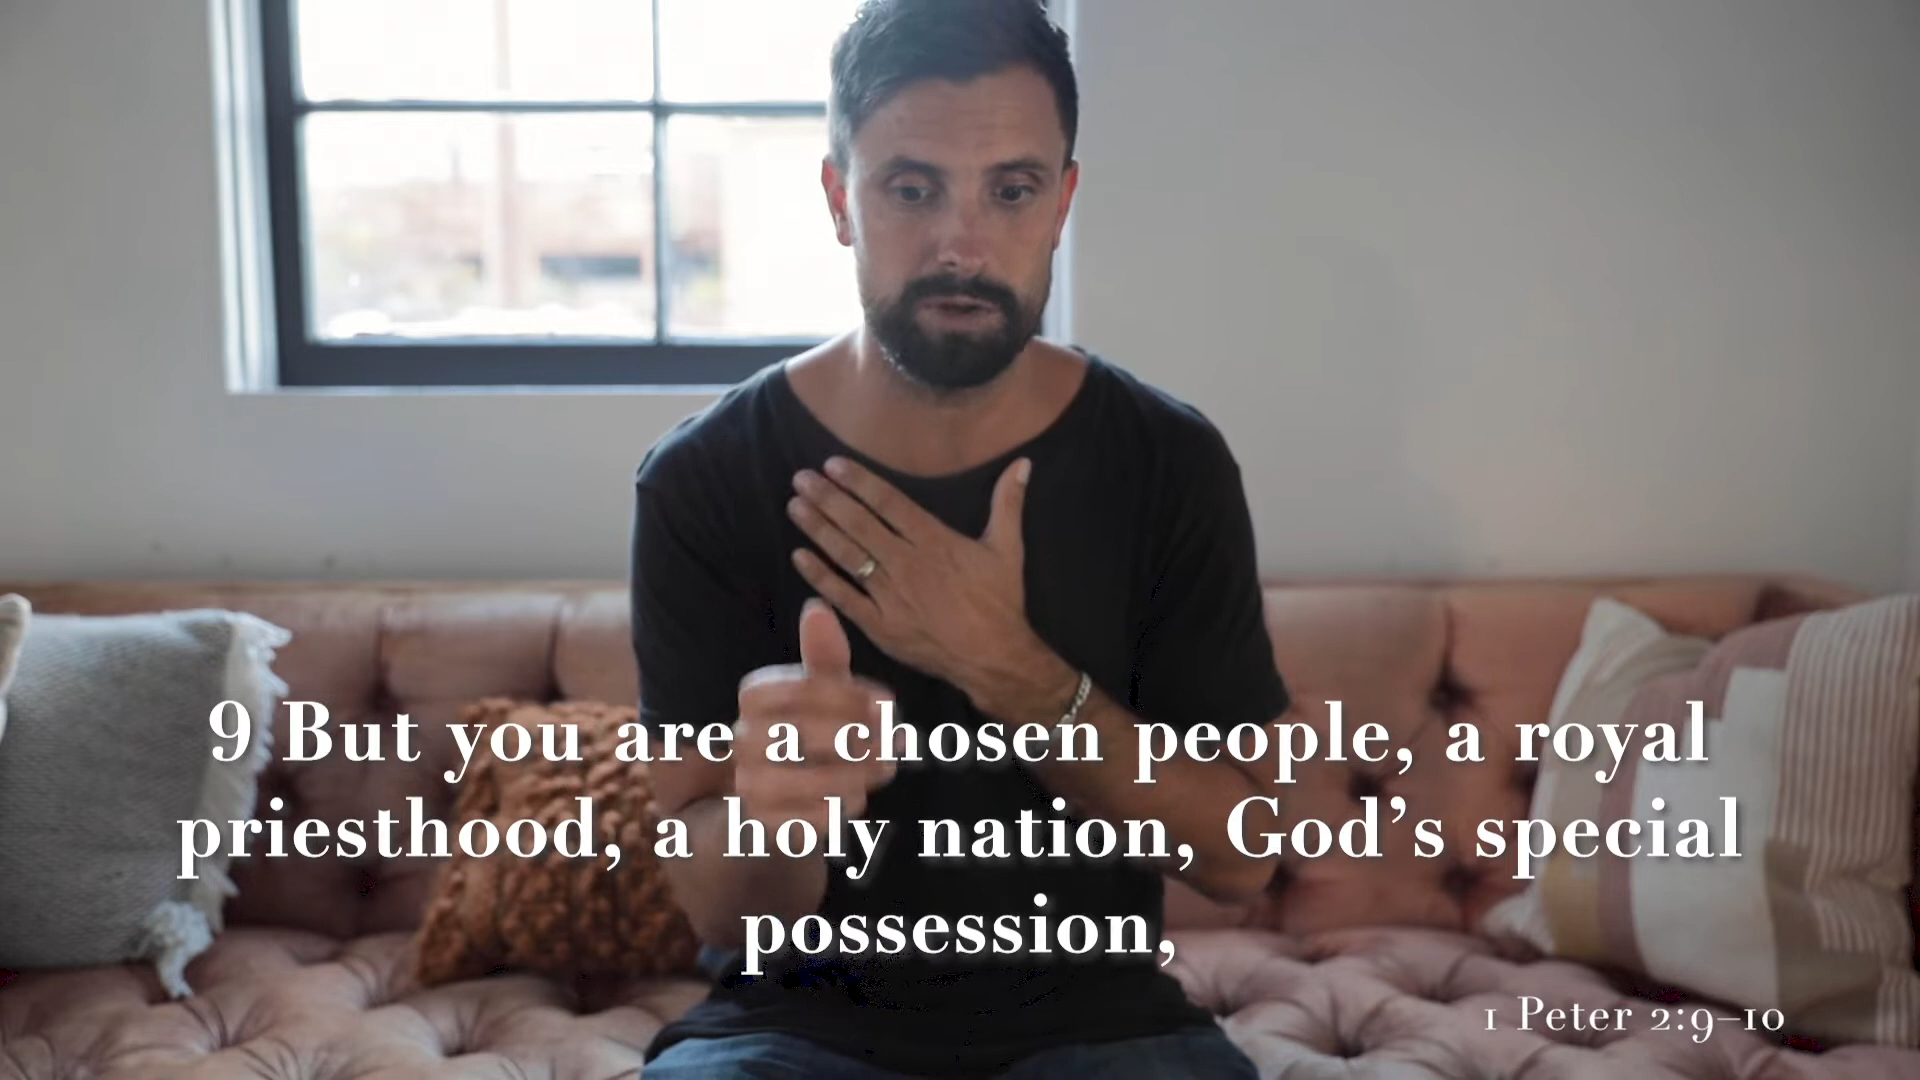 9 But you are a chosen people, a royal
priesthood, a holy nation, God’s special
possession,
1 Peter 2:9–10